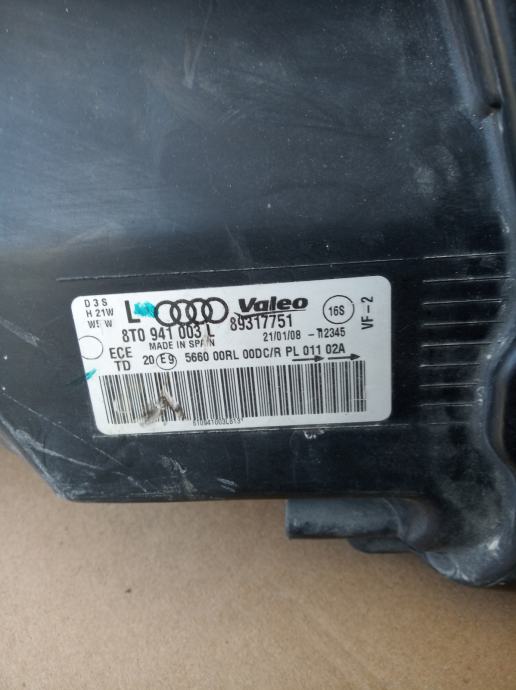 D3S
H21W
W5W
L Valeo 16S VF-2
8T0 941 003 L 89317751
MADE IN SPAIN 21/01/08 - 12345
ECE
TD 20 E9 5660 00RL 00DC/R PL 011 02A